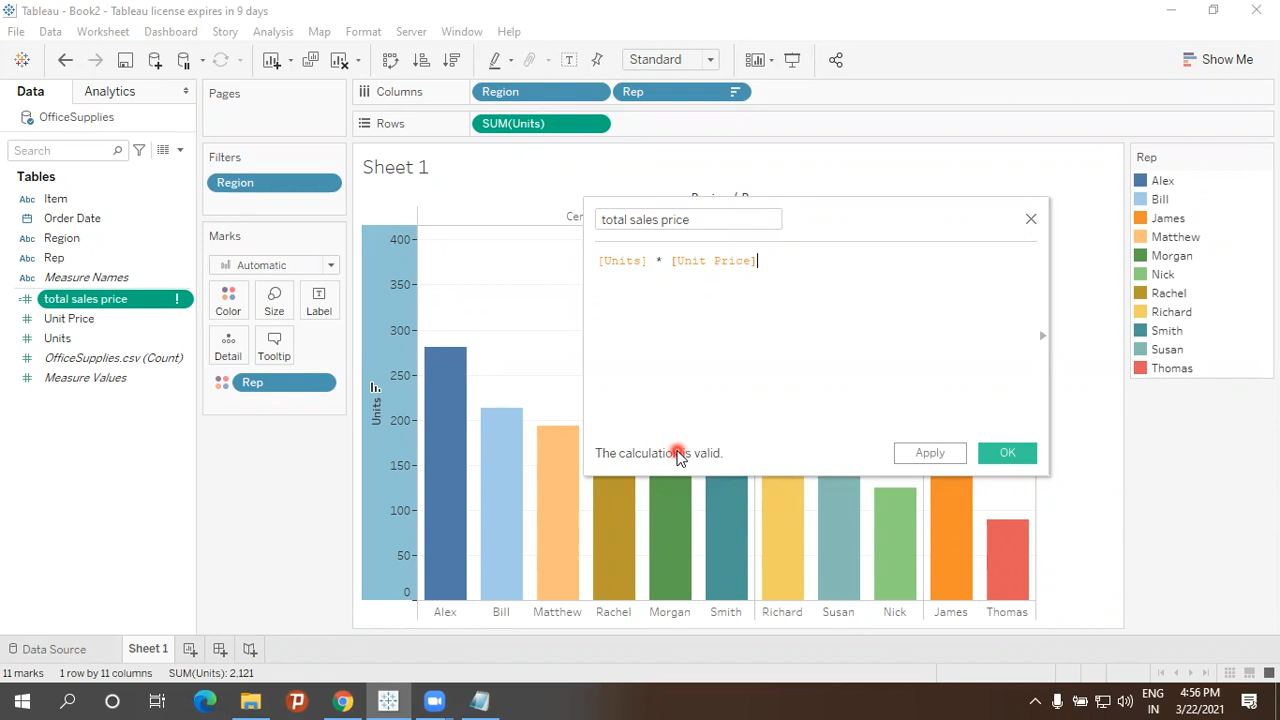 Tableau - Book2 - Tableau license expires in 9 days
File Data Worksheet Dashboard Story Analysis Map Format Server Window Help
Standard
Show Me
Data Analytics
OfficeSupplies
Search
Tables
Abc Item
Order Date
Abc Region
Abc Rep
Abc Measure Names
total sales price !
Unit Price
Units
OfficeSupplies.csv (Count)
Measure Values
Pages
Filters
Region
Marks
Automatic
Color Size Label
Detail Tooltip
Rep
Columns Region Rep
Rows SUM(Units)
Sheet 1
total sales price
[Units] * [Unit Price]
The calculation is valid.
Apply OK
Units
400
350
300
250
200
150
100
50
0
Alex Bill Matthew Rachel Morgan Smith Richard Susan Nick James Thomas
Rep
Alex
Bill
James
Matthew
Morgan
Nick
Rachel
Richard
Smith
Susan
Thomas
Data Source Sheet 1
11 marks 1 row by 11 columns SUM(Units): 2,121
ENG
IN
4:56 PM
3/22/2021